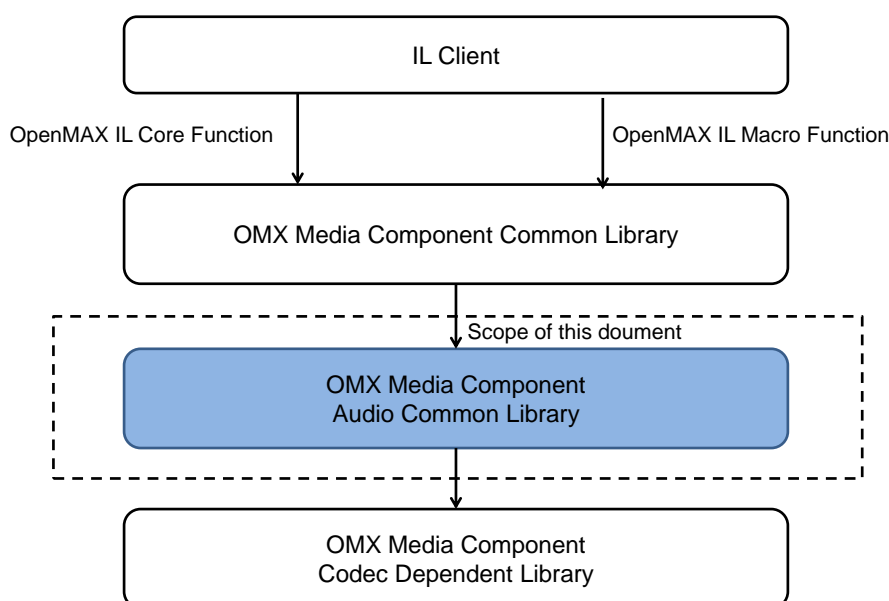 IL Client
OpenMAX IL Core Function
OpenMAX IL Macro Function
OMX Media Component Common Library
Scope of this doument
OMX Media Component
Audio Common Library
OMX Media Component
Codec Dependent Library